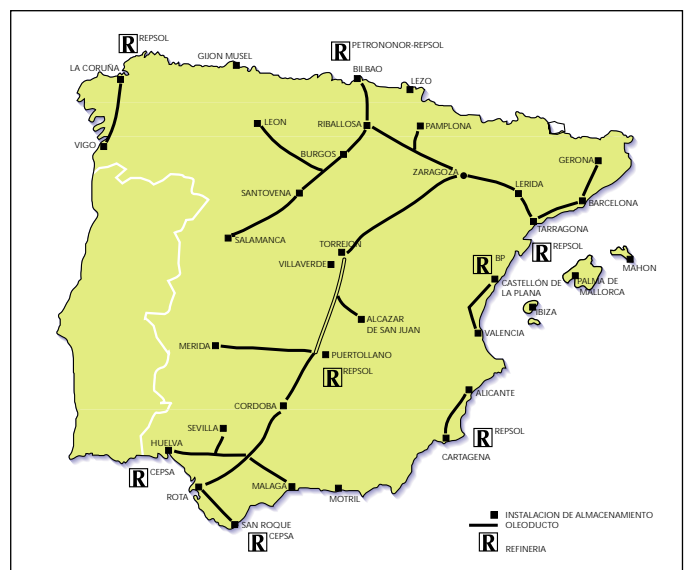 R REPSOL
R PETRONONOR-REPSOL
GIJON MUSEL
LA CORUÑA
BILBAO
LEZO
LEON
RIBALLOSA
PAMPLONA
VIGO
BURGOS
GERONA
ZARAGOZA
LERIDA
SANTOVENA
BARCELONA
TARRAGONA
SALAMANCA
TORREJON
R REPSOL
VILLAVERDE
R BP
MAHON
CASTELLÓN DE
LA PLANA
PALMA DE
MALLORCA
IBIZA
ALCAZAR
DE SAN JUAN
VALENCIA
MERIDA
PUERTOLLANO
R REPSOL
ALICANTE
CORDOBA
SEVILLA
R REPSOL
HUELVA
CARTAGENA
R CEPSA
MALAGA
ROTA
MOTRIL
SAN ROQUE
R CEPSA
INSTALACION DE ALMACENAMIENTO
OLEODUCTO
R REFINERIA